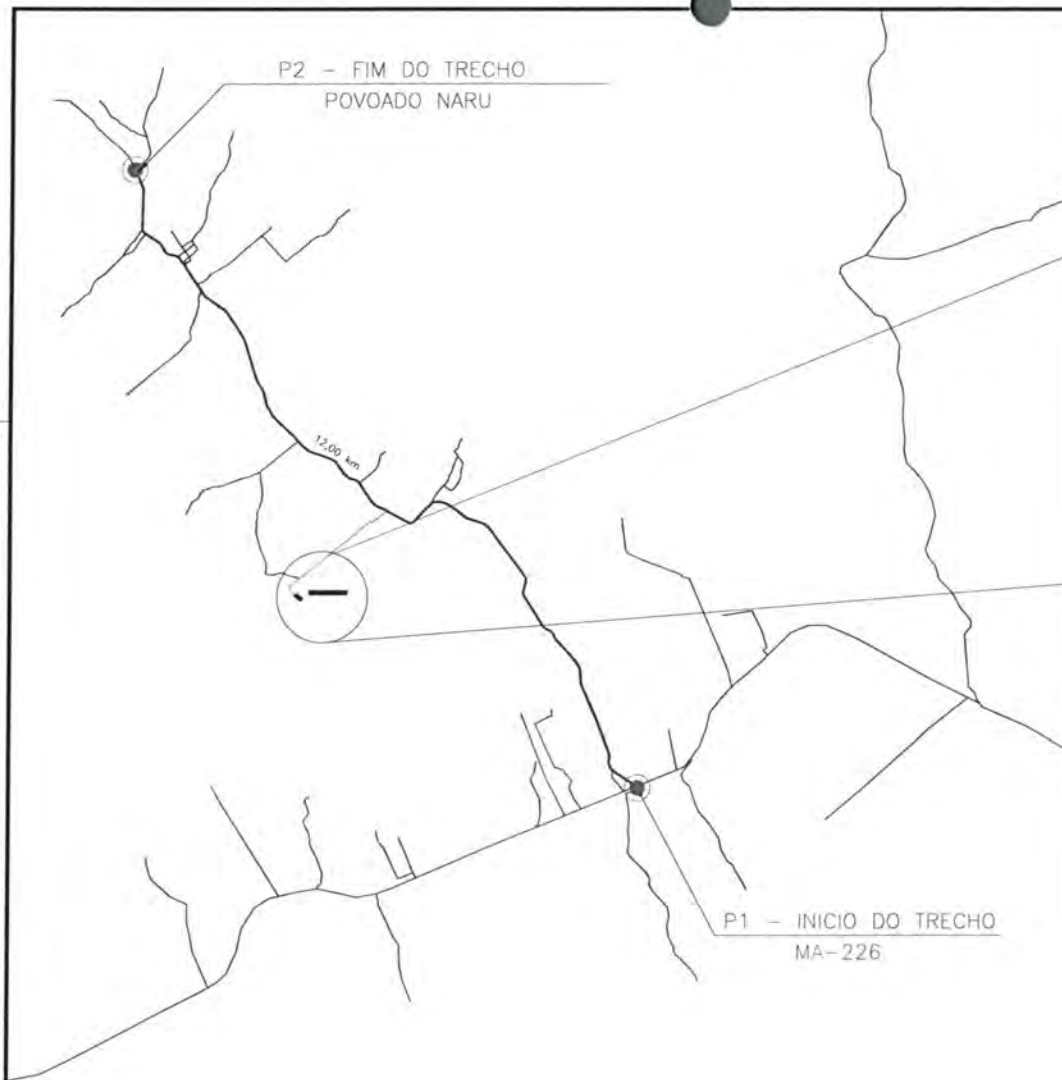 P2 - FIM DO TRECHO
POVOADO NARU
12,00 km
P1 - INICIO DO TRECHO
MA-226